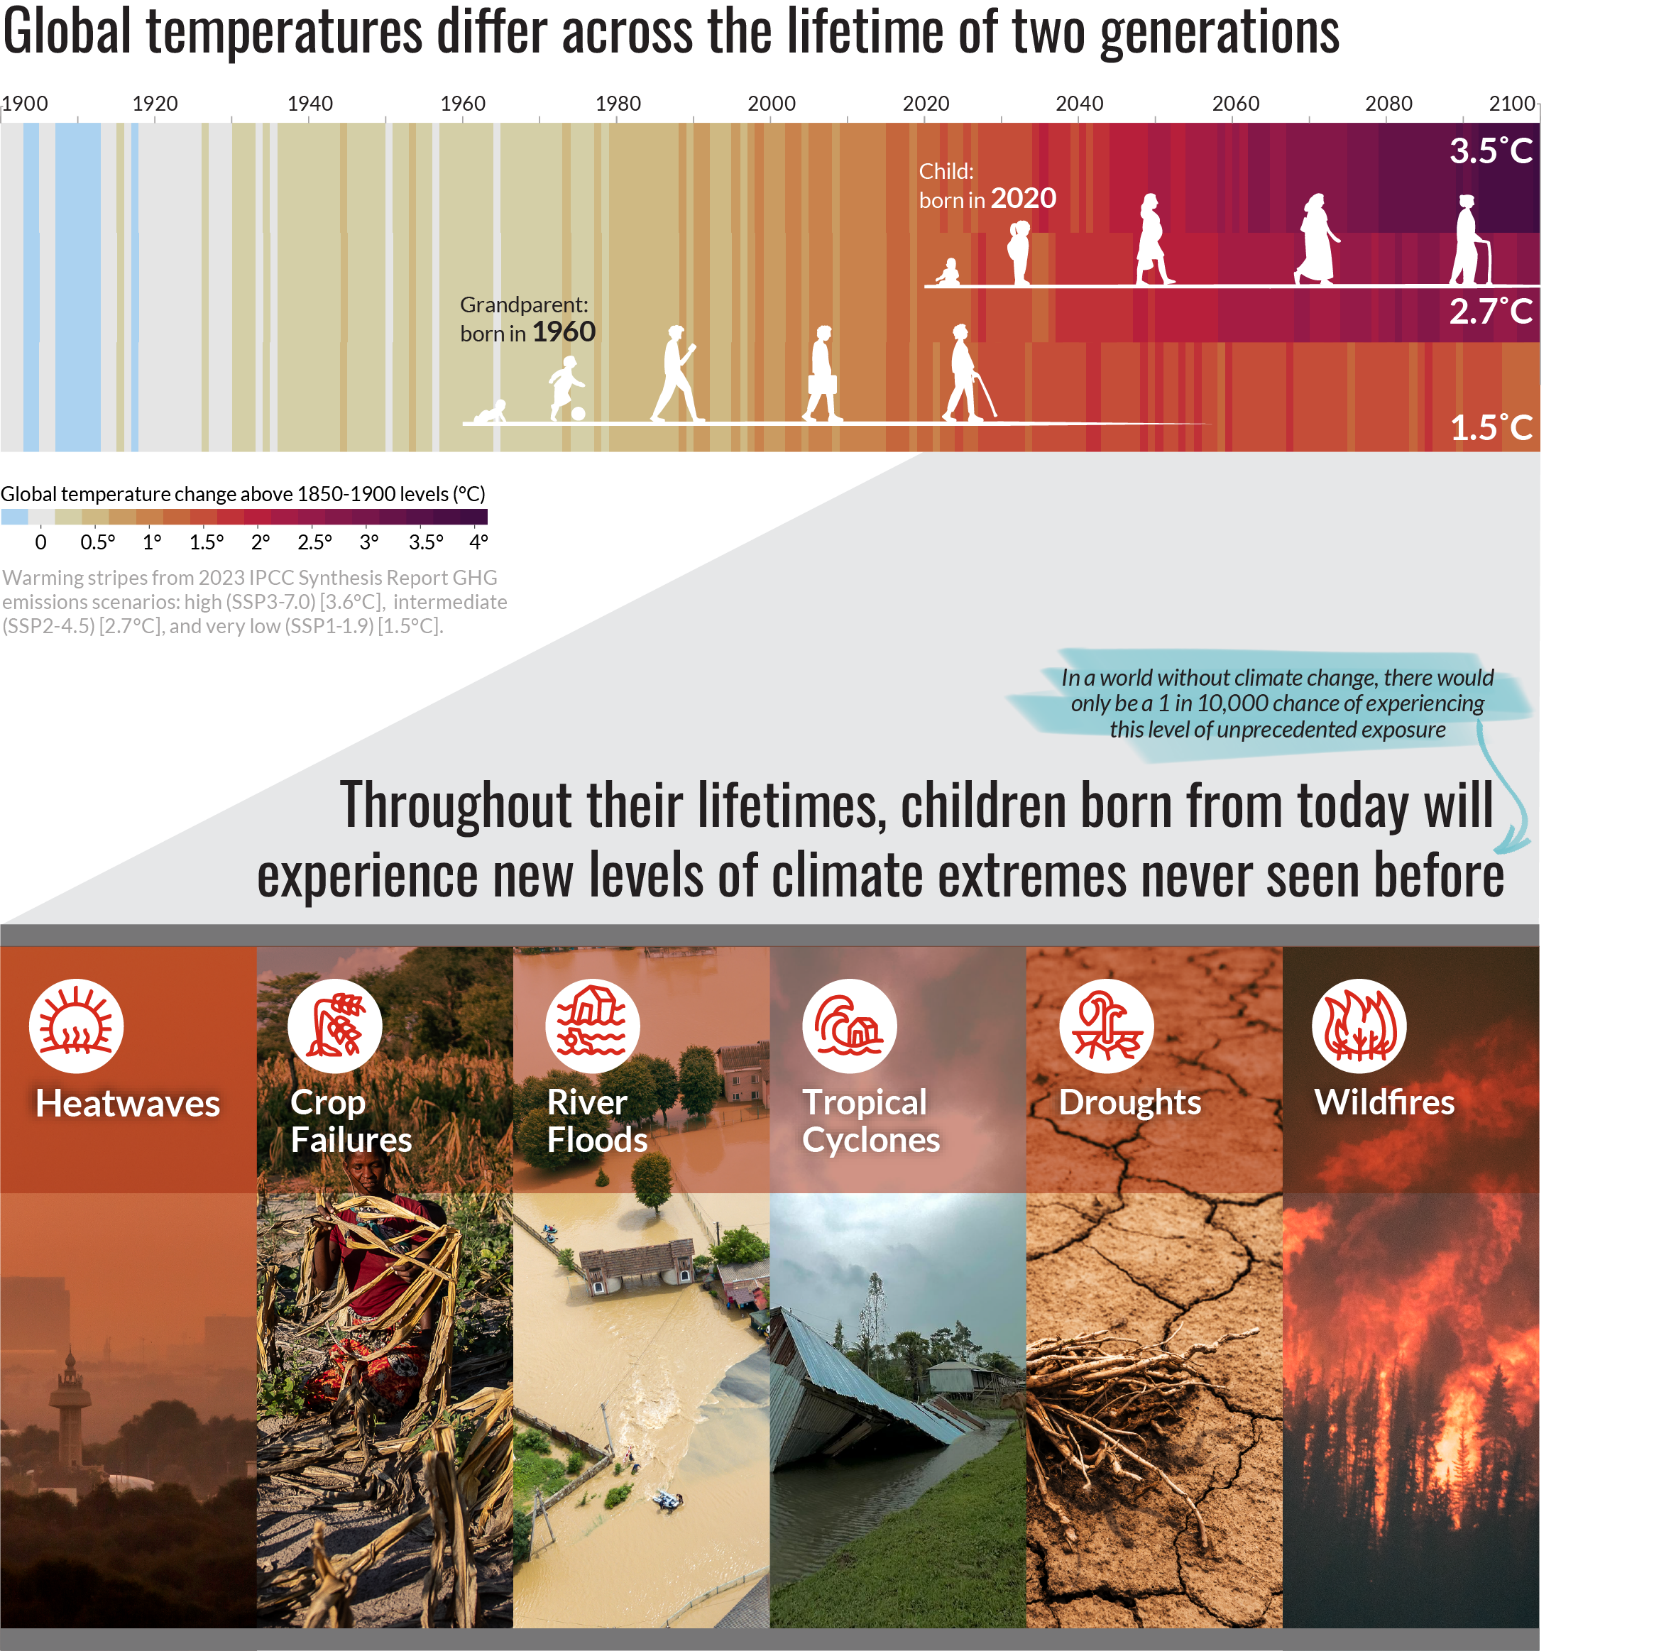 Global temperatures differ across the lifetime of two generations
1900 1920 1940 1960 1980 2000 2020 2040 2060 2080 2100
3.5°C
Child:
born in 2020
Grandparent:
born in 1960
2.7°C
1.5°C
Global temperature change above 1850-1900 levels (°C)
0 0.5° 1° 1.5° 2° 2.5° 3° 3.5° 4°
Warming stripes from 2023 IPCC Synthesis Report GHG
emissions scenarios: high (SSP3-7.0) [3.6°C], intermediate
(SSP2-4.5) [2.7°C], and very low (SSP1-1.9) [1.5°C].
In a world without climate change, there would
only be a 1 in 10,000 chance of experiencing
this level of unprecedented exposure
Throughout their lifetimes, children born from today will
experience new levels of climate extremes never seen before
Heatwaves
Crop
Failures
River
Floods
Tropical
Cyclones
Droughts
Wildfires